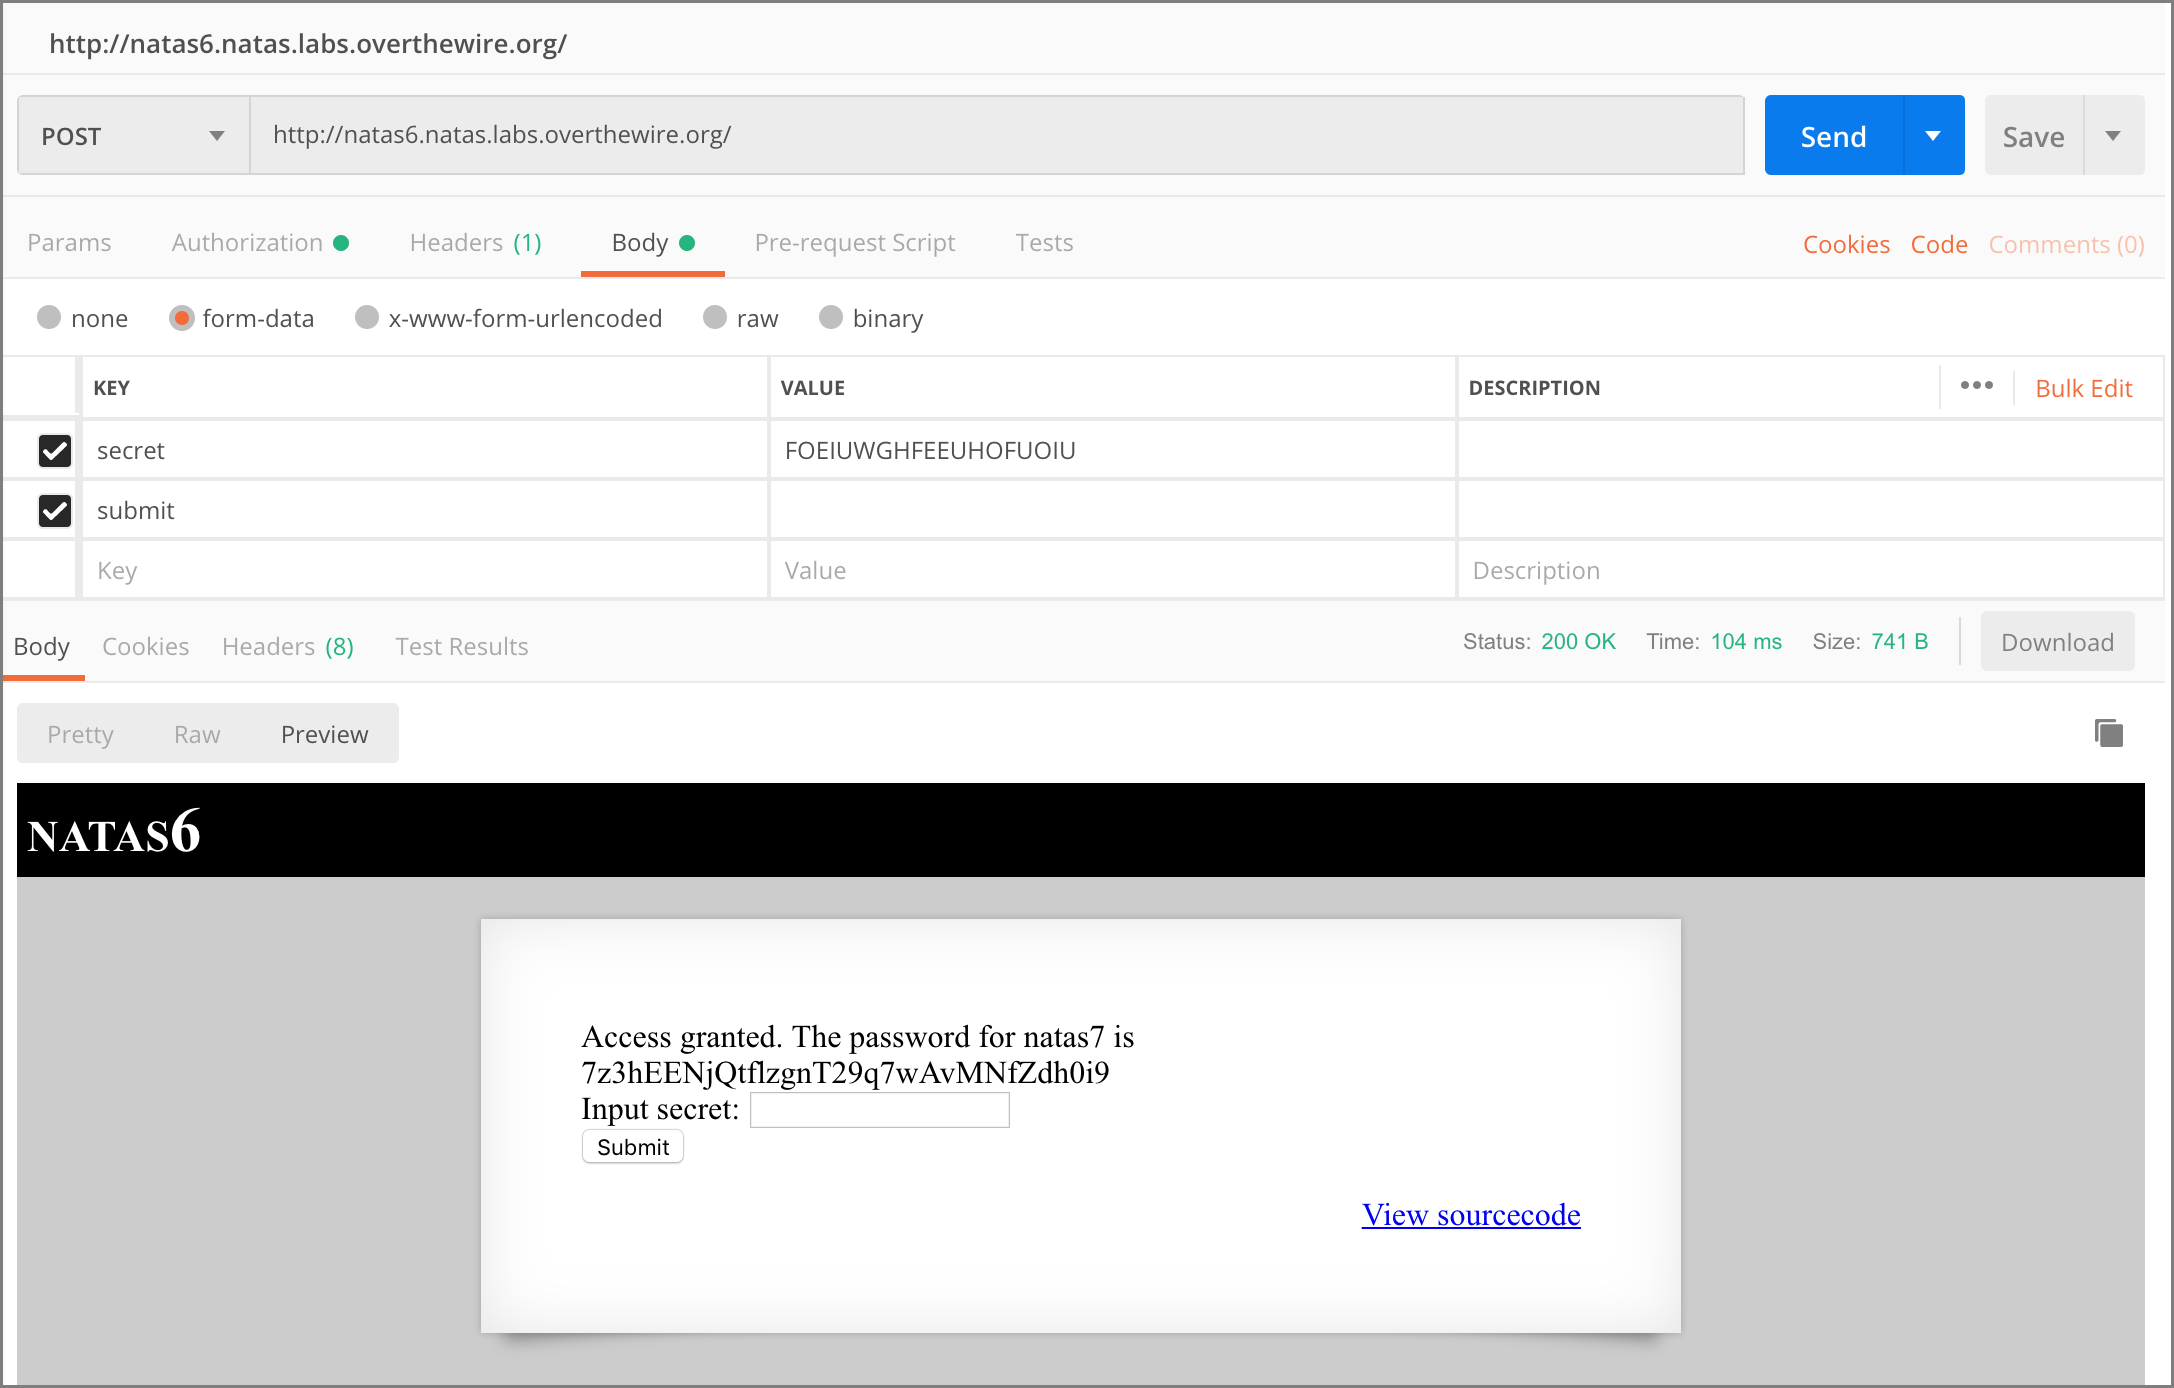 http://natas6.natas.labs.overthewire.org/
POST http://natas6.natas.labs.overthewire.org/ Send Save
Params Authorization Headers (1) Body Pre-request Script Tests Cookies Code Comments (0)
none form-data x-www-form-urlencoded raw binary
KEY VALUE DESCRIPTION ••• Bulk Edit
secret FOEIUWGHFEEUHOFUOIU
submit
Key Value Description
Body Cookies Headers (8) Test Results Status: 200 OK Time: 104 ms Size: 741 B Download
Pretty Raw Preview
NATAS6
Access granted. The password for natas7 is
7z3hEENjQtflzgnT29q7wAvMNfZdh0i9
Input secret:
Submit
View sourcecode